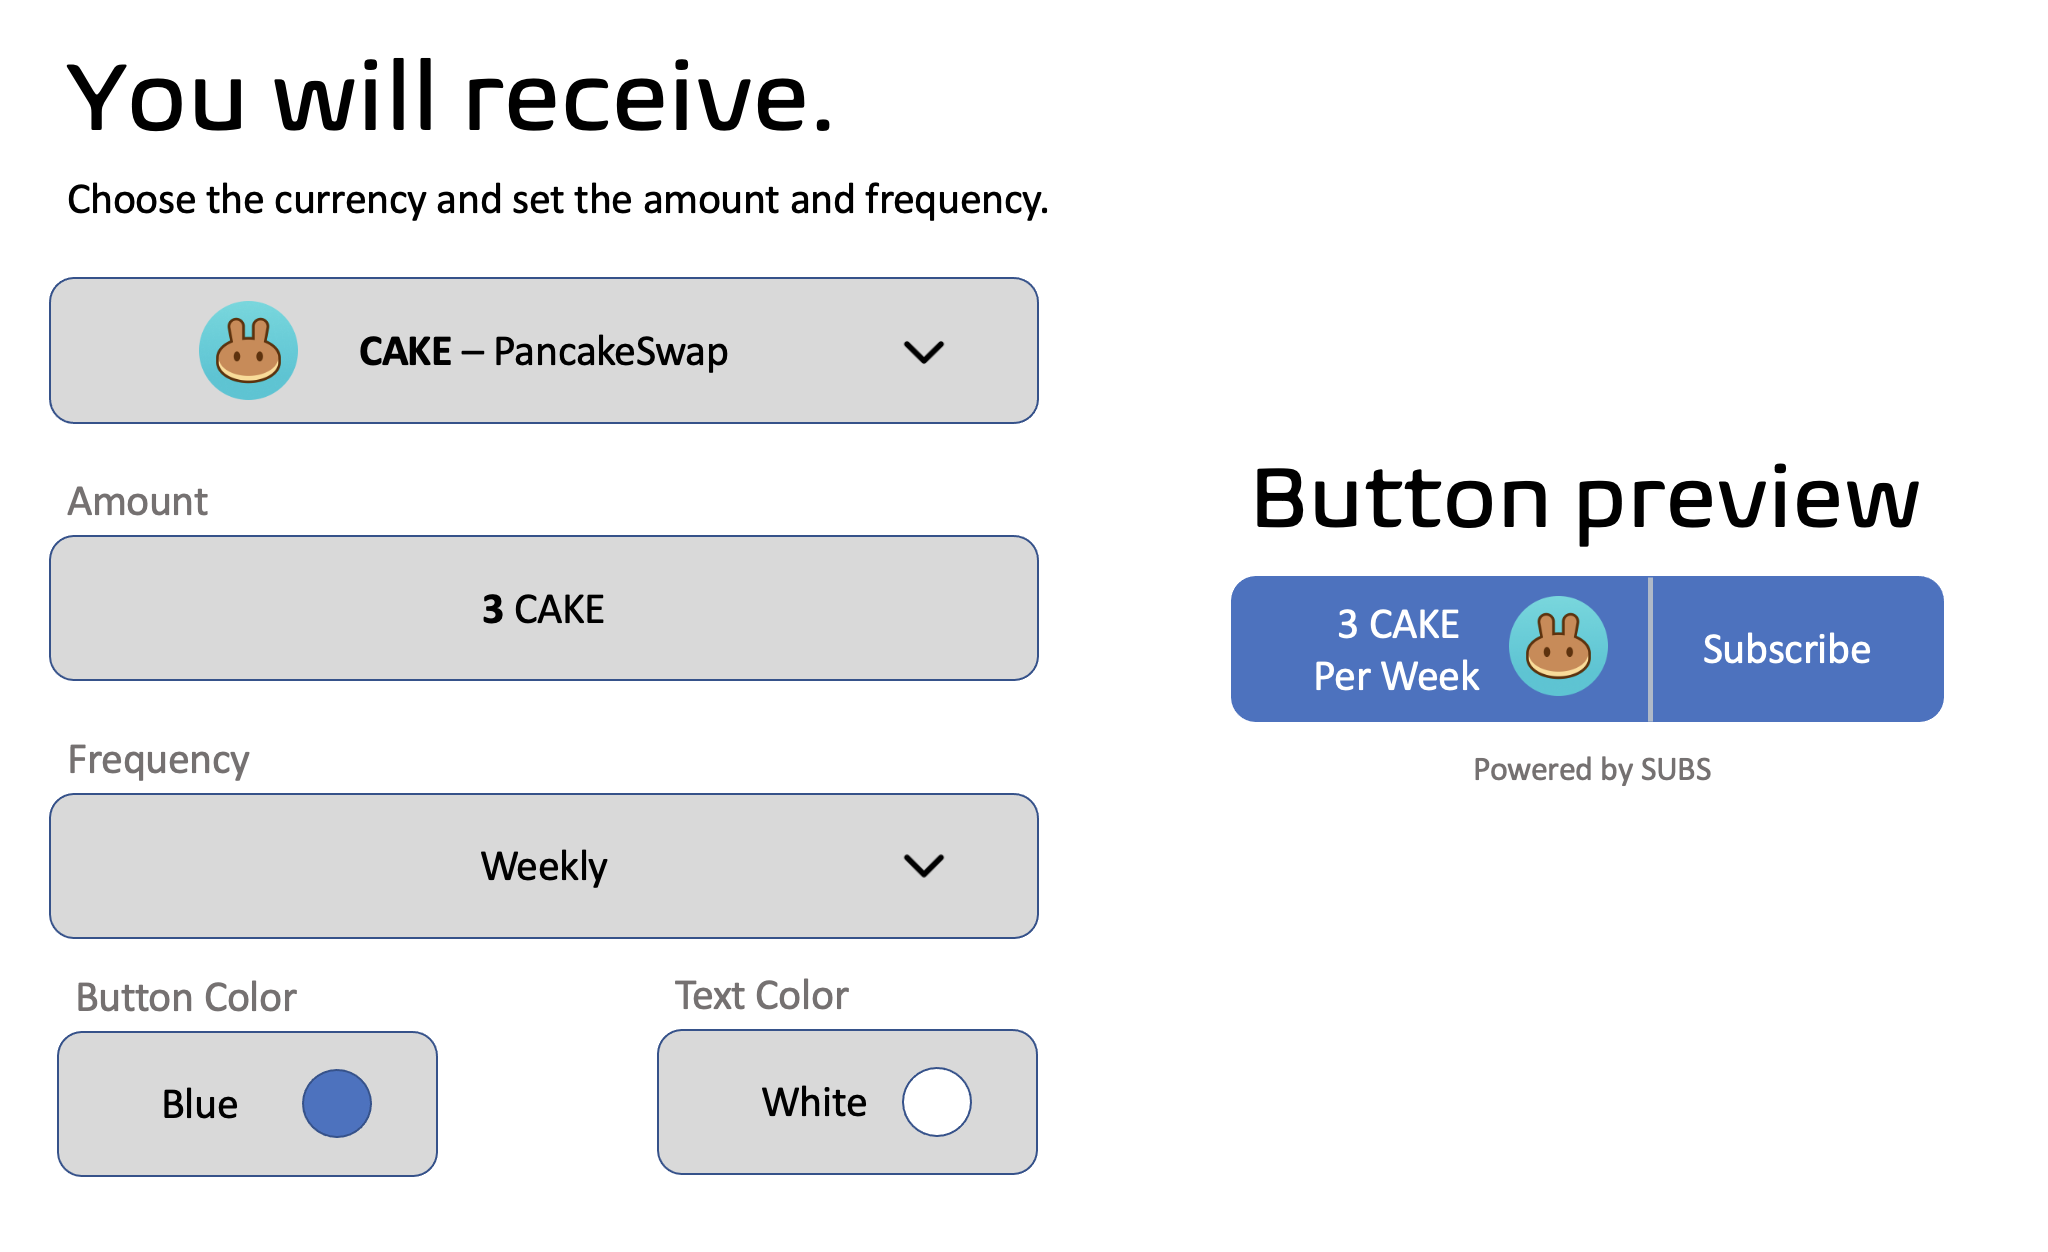 You will receive.
Choose the currency and set the amount and frequency.
CAKE – PancakeSwap
Amount
3 CAKE
Frequency
Weekly
Button Color
Blue
Text Color
White
Button preview
3 CAKE
Per Week
Subscribe
Powered by SUBS